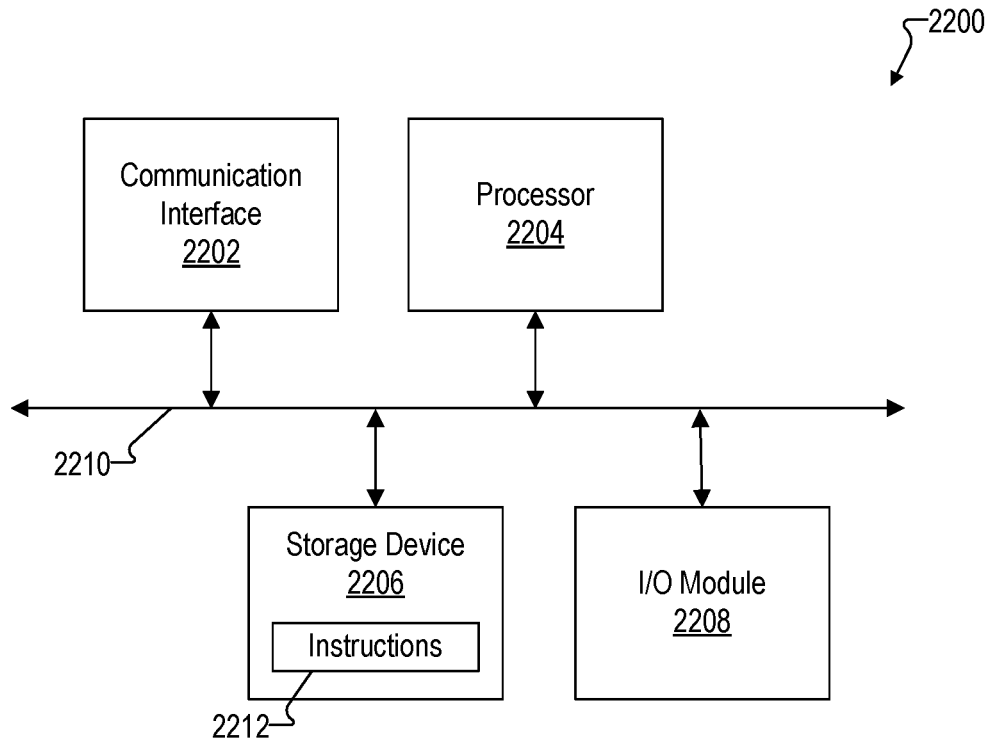 2200
Communication
Interface
2202
Processor
2204
2210
Storage Device
2206
Instructions
2212
I/O Module
2208